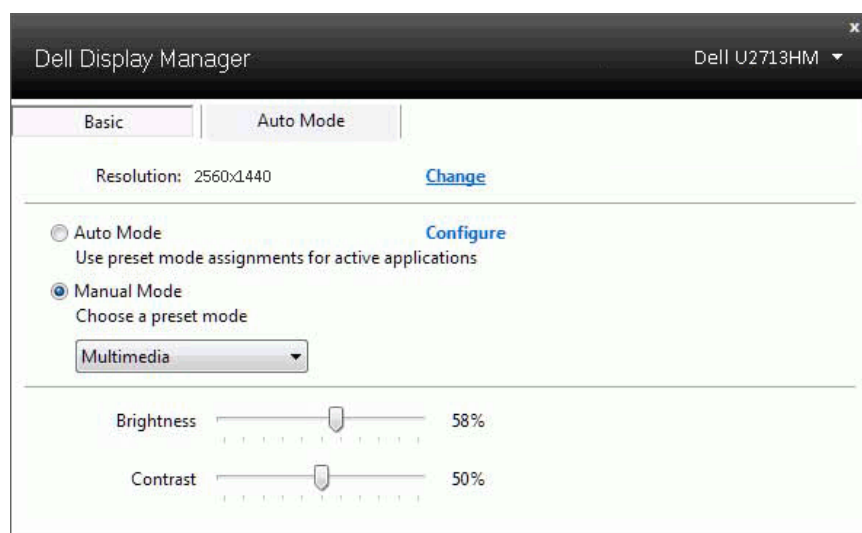 x
Dell Display Manager
Dell U2713HM
Basic
Auto Mode
Resolution: 2560x1440
Change
Auto Mode
Configure
Use preset mode assignments for active applications
Manual Mode
Choose a preset mode
Multimedia
Brightness
58%
Contrast
50%